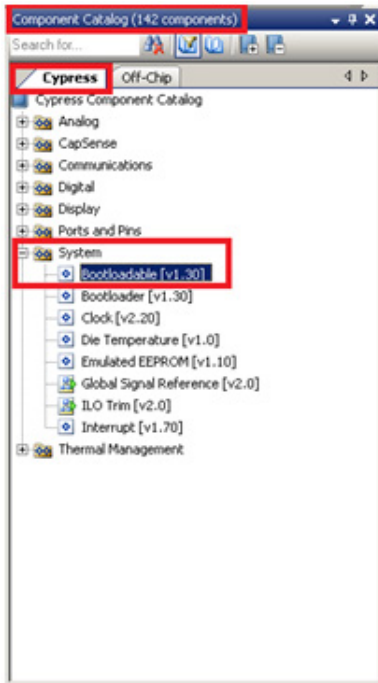 Component Catalog (142 components)
Search for...
Cypress Off-Chip
Cypress Component Catalog
Analog
CapSense
Communications
Digital
Display
Ports and Pins
System
Bootloadable [v1.30]
Bootloader [v1.30]
Clock [v2.20]
Die Temperature [v1.0]
Emulated EEPROM [v1.10]
Global Signal Reference [v2.0]
ILO Trim [v2.0]
Interrupt [v1.70]
Thermal Management